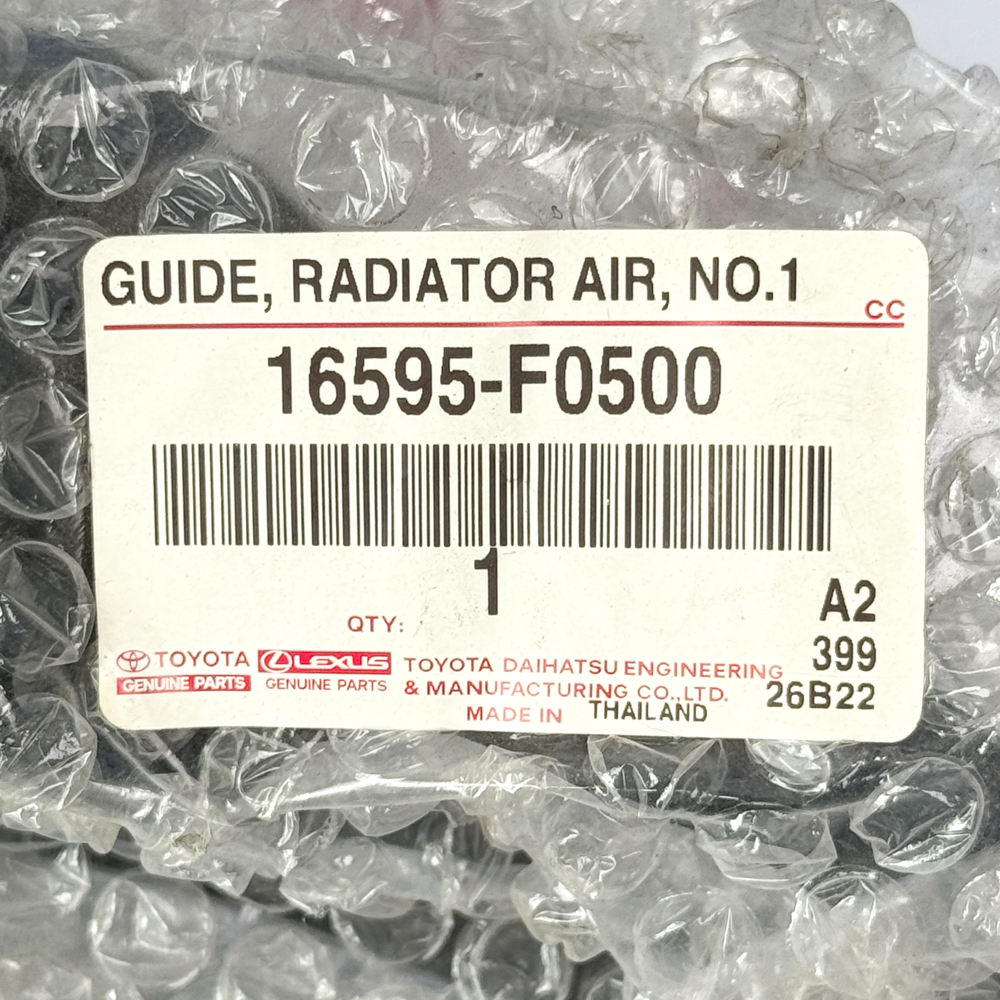 GUIDE, RADIATOR AIR, NO.1
CC
16595-F0500
1
QTY:
A2
399
26B22
TOYOTA
GENUINE PARTS
LEXUS
GENUINE PARTS
TOYOTA DAIHATSU ENGINEERING
& MANUFACTURING CO.,LTD.
MADE IN THAILAND